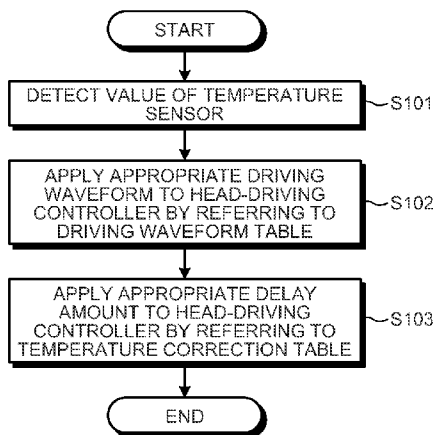 START
DETECT VALUE OF TEMPERATURE
SENSOR
S101
APPLY APPROPRIATE DRIVING
WAVEFORM TO HEAD-DRIVING
CONTROLLER BY REFERRING TO
DRIVING WAVEFORM TABLE
S102
APPLY APPROPRIATE DELAY
AMOUNT TO HEAD-DRIVING
CONTROLLER BY REFERRING TO
TEMPERATURE CORRECTION TABLE
S103
END